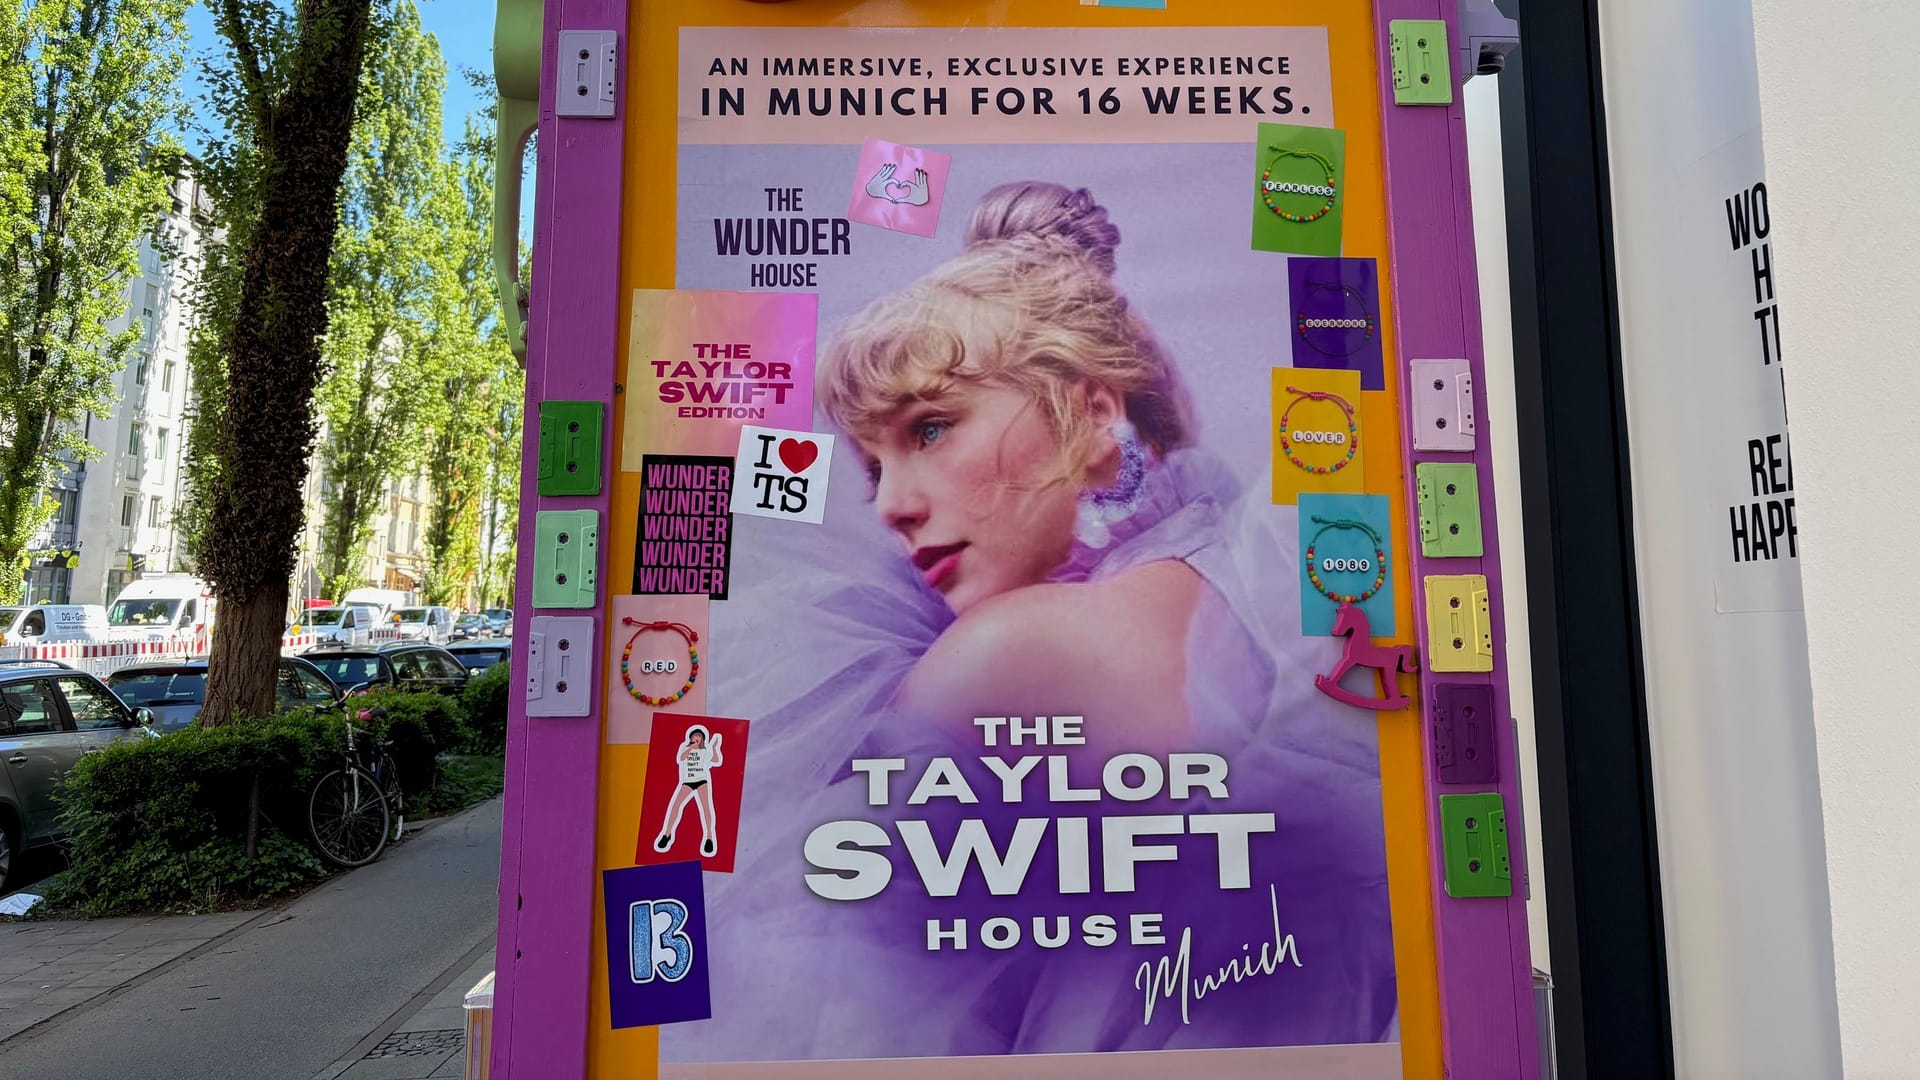 AN IMMERSIVE, EXCLUSIVE EXPERIENCE
IN MUNICH FOR 16 WEEKS.
THE
WUNDER
HOUSE
THE
TAYLOR
SWIFT
EDITION
I ❤
TS
WUNDER
WUNDER
WUNDER
WUNDER
WUNDER
RED
13
FEARLESS
EVERMORE
LOVER
1989
THE
TAYLOR
SWIFT
HOUSE
Munich
WO
H
REA
HAPP